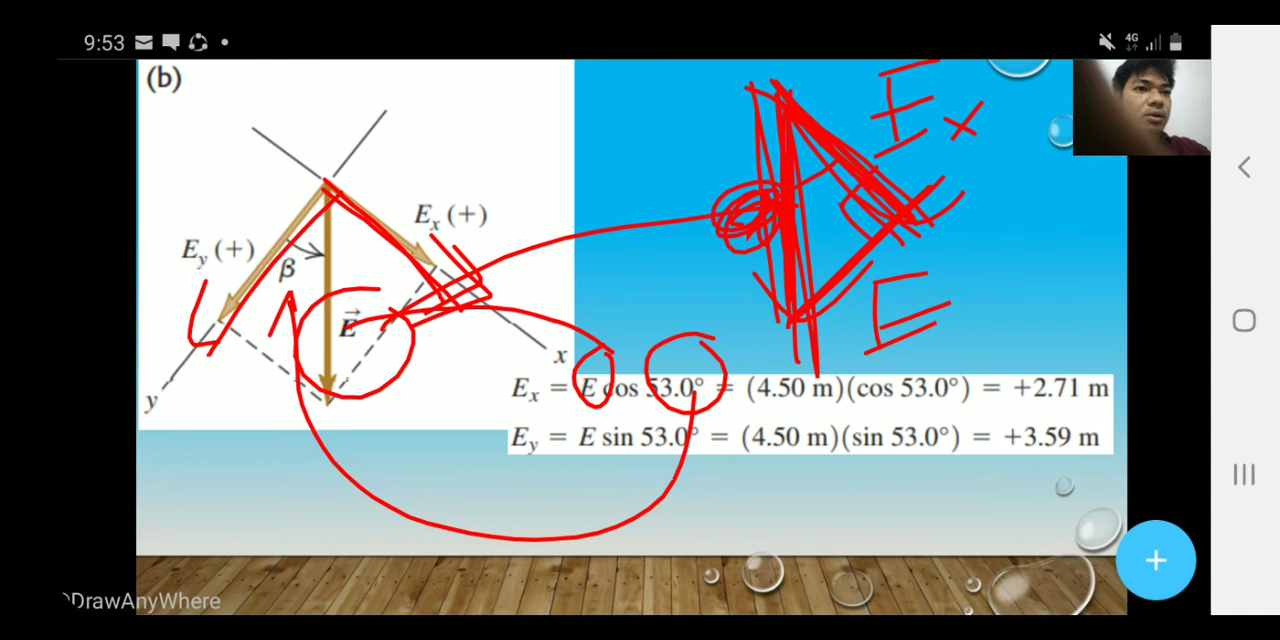 9:53
4G
(b)
E
x
E_x (+)
E_y (+)
β
E⃗
E
x
y
E_x = E cos 53.0° = (4.50 m)(cos 53.0°) = +2.71 m
E_y = E sin 53.0° = (4.50 m)(sin 53.0°) = +3.59 m
DrawAnyWhere